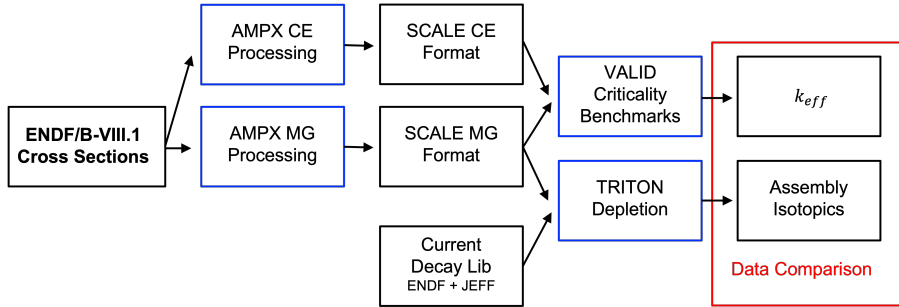 ENDF/B-VIII.1
Cross Sections
AMPX CE
Processing
SCALE CE
Format
AMPX MG
Processing
SCALE MG
Format
Current
Decay Lib
ENDF + JEFF
VALID
Criticality
Benchmarks
TRITON
Depletion
k_eff
Assembly
Isotopics
Data Comparison